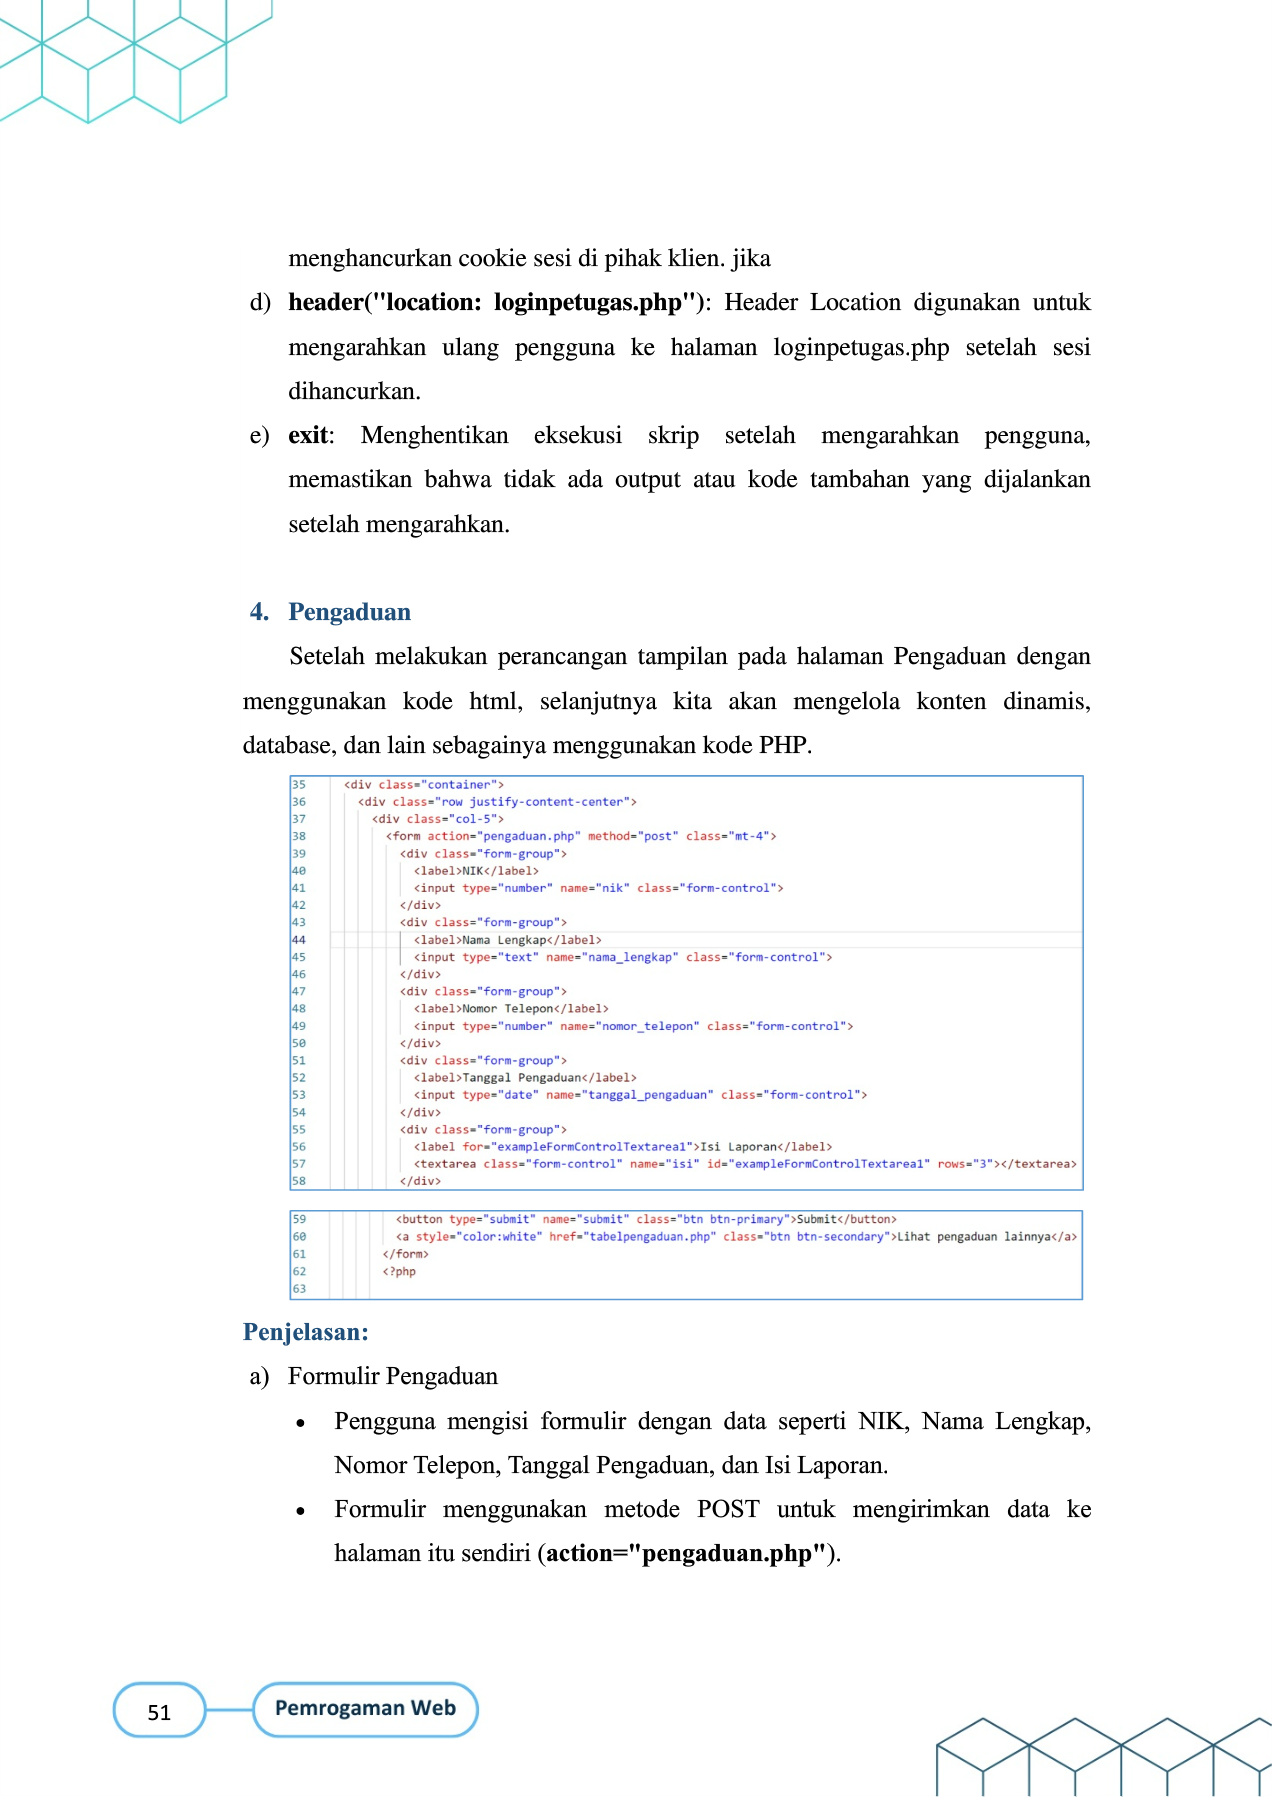 menghancurkan cookie sesi di pihak klien. jika
d) header("location: loginpetugas.php"): Header Location digunakan untuk
mengarahkan ulang pengguna ke halaman loginpetugas.php setelah sesi
dihancurkan.
e) exit: Menghentikan eksekusi skrip setelah mengarahkan pengguna,
memastikan bahwa tidak ada output atau kode tambahan yang dijalankan
setelah mengarahkan.
4. Pengaduan
Setelah melakukan perancangan tampilan pada halaman Pengaduan dengan
menggunakan kode html, selanjutnya kita akan mengelola konten dinamis,
database, dan lain sebagainya menggunakan kode PHP.
35 <div class="container">
36 <div class="row justify-content-center">
37 <div class="col-5">
38 <form action="pengaduan.php" method="post" class="mt-4">
39 <div class="form-group">
40 <label>NIK</label>
41 <input type="number" name="nik" class="form-control">
42 </div>
43 <div class="form-group">
44 <label>Nama Lengkap</label>
45 <input type="text" name="nama_lengkap" class="form-control">
46 </div>
47 <div class="form-group">
48 <label>Nomor Telepon</label>
49 <input type="number" name="nomor_telepon" class="form-control">
50 </div>
51 <div class="form-group">
52 <label>Tanggal Pengaduan</label>
53 <input type="date" name="tanggal_pengaduan" class="form-control">
54 </div>
55 <div class="form-group">
56 <label for="exampleFormControlTextarea1">Isi Laporan</label>
57 <textarea class="form-control" name="isi" id="exampleFormControlTextarea1" rows="3"></textarea>
58 </div>
59 <button type="submit" name="submit" class="btn btn-primary">Submit</button>
60 <a style="color:white" href="tabelpengaduan.php" class="btn btn-secondary">Lihat pengaduan lainnya</a>
61 </form>
62 <?php
63
Penjelasan:
a) Formulir Pengaduan
• Pengguna mengisi formulir dengan data seperti NIK, Nama Lengkap,
Nomor Telepon, Tanggal Pengaduan, dan Isi Laporan.
• Formulir menggunakan metode POST untuk mengirimkan data ke
halaman itu sendiri (action="pengaduan.php").
51 Pemrogaman Web